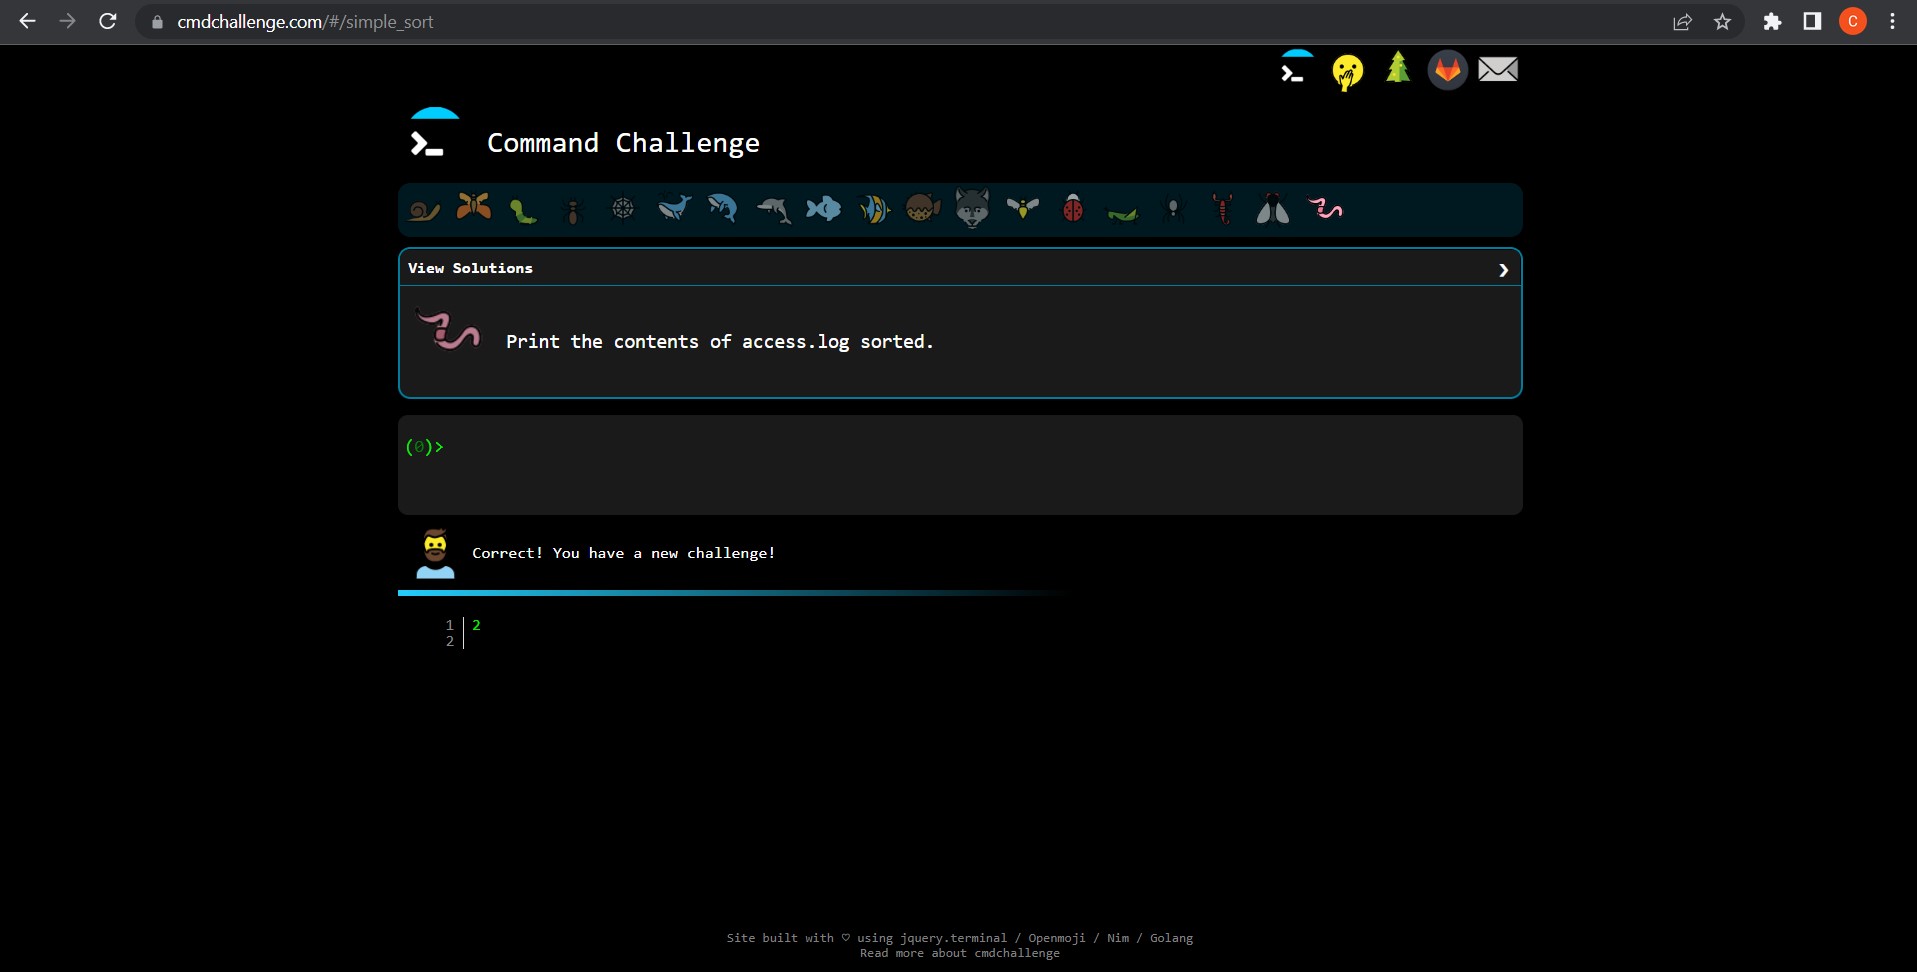 cmdchallenge.com/#/simple_sort
C
Command Challenge
View Solutions
Print the contents of access.log sorted.
(0)>
Correct! You have a new challenge!
1 2
2
Site built with ♡ using jquery.terminal / Openmoji / Nim / Golang
Read more about cmdchallenge